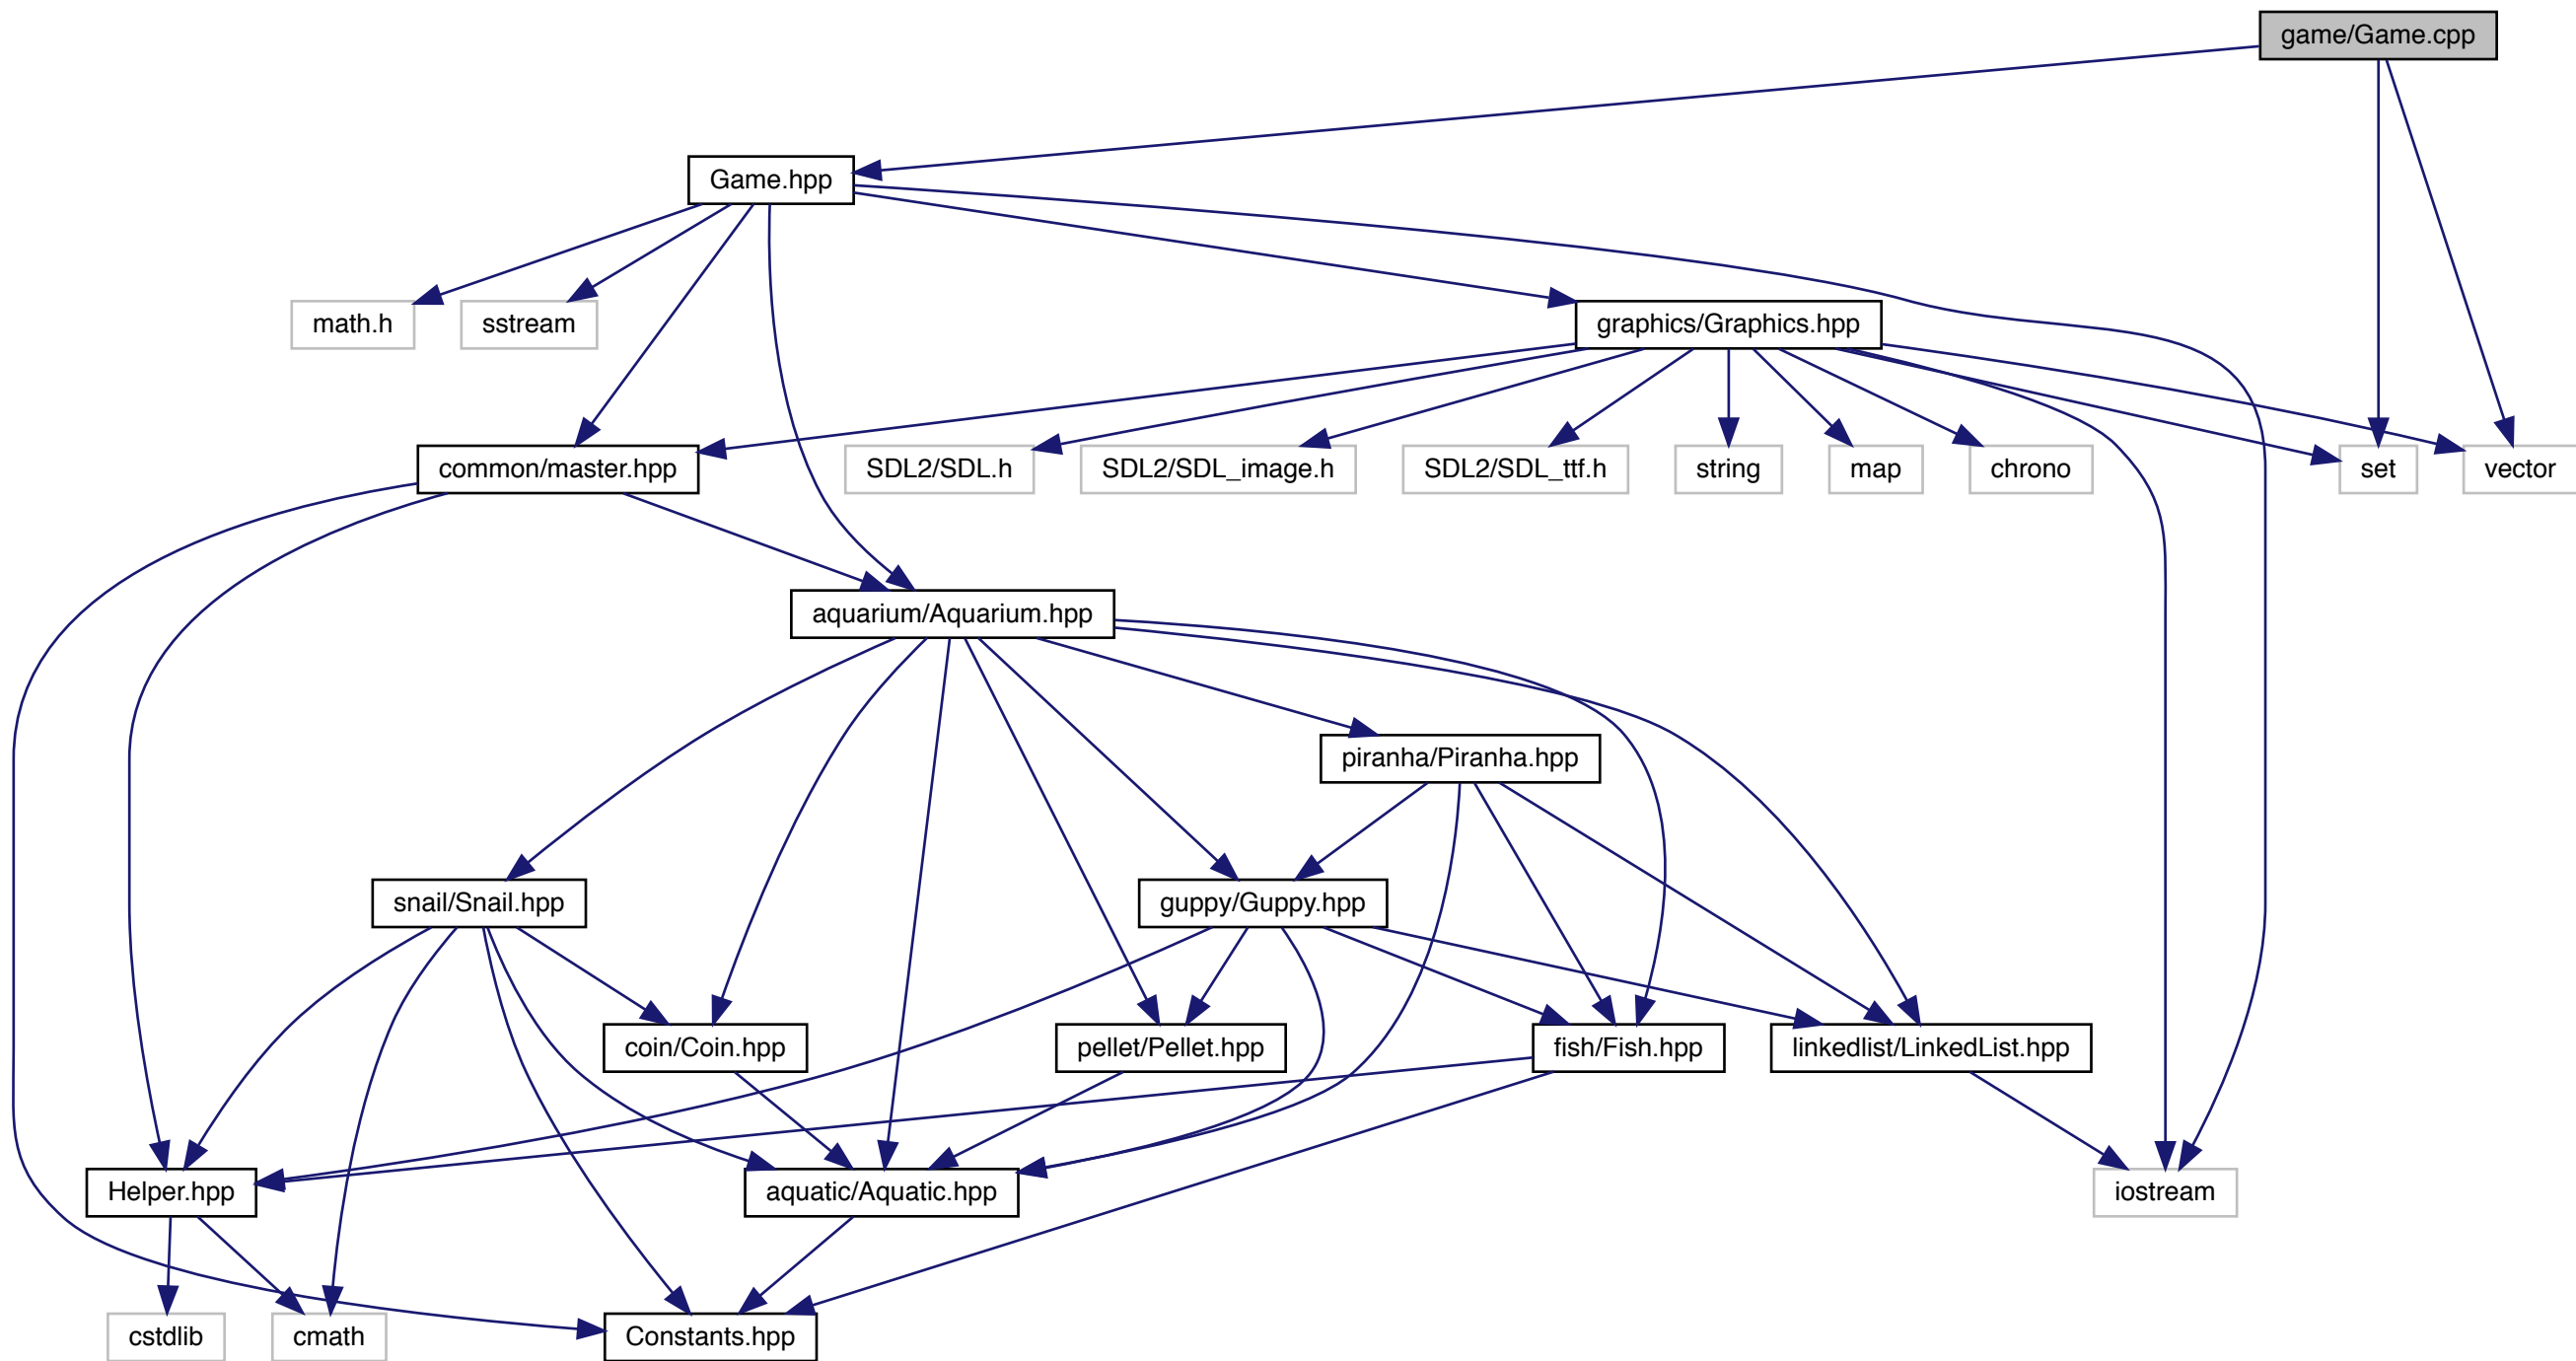 game/Game.cpp
Game.hpp
math.h
sstream
graphics/Graphics.hpp
common/master.hpp
SDL2/SDL.h
SDL2/SDL_image.h
SDL2/SDL_ttf.h
string
map
chrono
set
vector
aquarium/Aquarium.hpp
piranha/Piranha.hpp
snail/Snail.hpp
guppy/Guppy.hpp
coin/Coin.hpp
pellet/Pellet.hpp
fish/Fish.hpp
linkedlist/LinkedList.hpp
Helper.hpp
aquatic/Aquatic.hpp
iostream
cstdlib
cmath
Constants.hpp